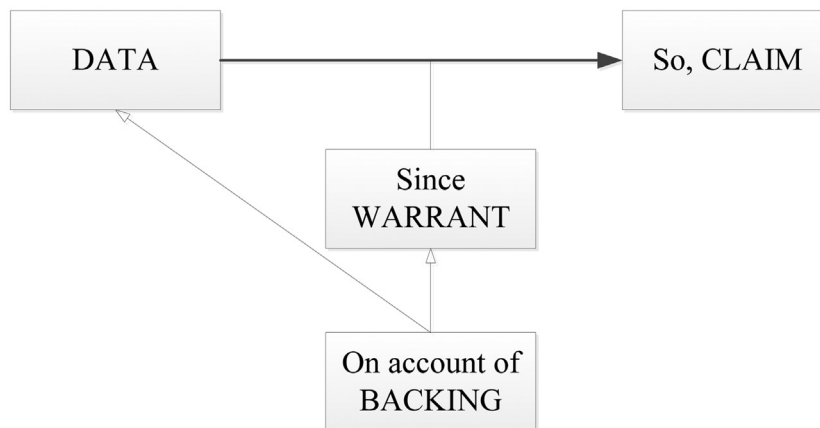 DATA
So, CLAIM
Since
WARRANT
On account of
BACKING